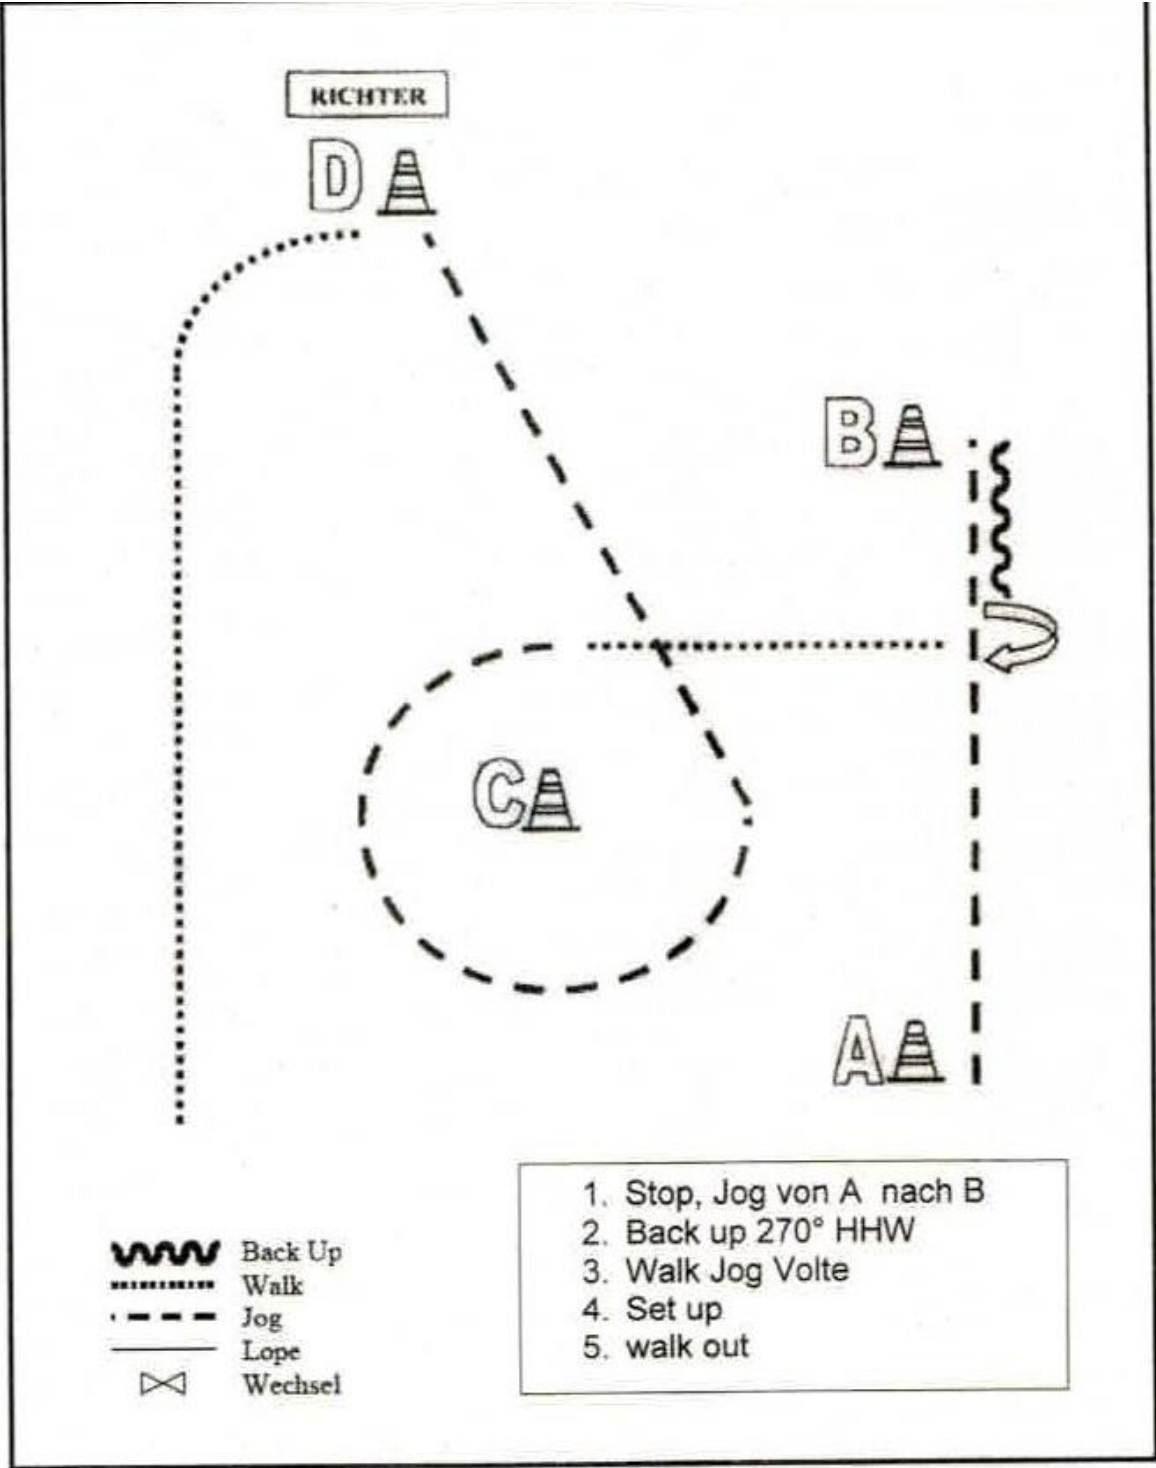 RICHTER
D
B
C
A
1. Stop, Jog von A nach B
2. Back up 270° HHW
3. Walk Jog Volte
4. Set up
5. walk out
Back Up
Walk
Jog
Lope
Wechsel